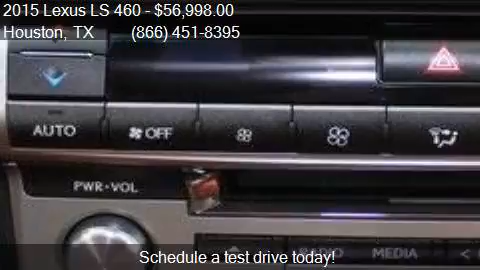 2015 Lexus LS 460 - $56,998.00
Houston, TX (866) 451-8395
AUTO OFF
PWR•VOL
RADIO MEDIA <
Schedule a test drive today!